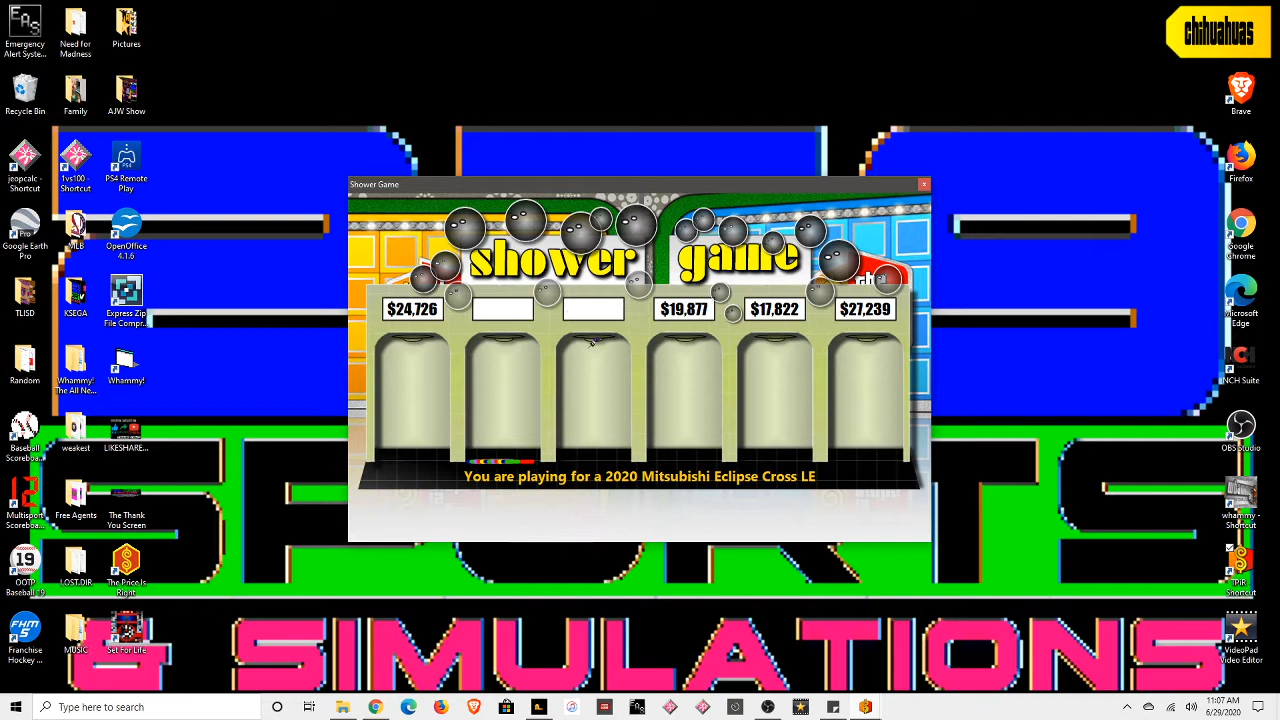 Emergency
Alert Syste...
Need for
Madness
Pictures
chihuahuas
Recycle Bin
Family
AJW Show
Brave
jeopcalc -
Shortcut
1vs100 -
Shortcut
PS4 Remote
Play
Firefox
Google Earth
Pro
MLB
OpenOffice
4.1.6
Google
Chrome
TLISD
KSEGA
Express Zip
File Compr...
Microsoft
Edge
Random
Whammy!
The All Ne...
Whammy!
NCH Suite
Baseball
Scoreboa...
weakest
LIKESHARE...
OBS Studio
Multisport
Scoreboa...
Free Agents
The Thank
You Screen
whammy -
Shortcut
OOTP
Baseball 19
LOST.DIR
The Price Is
Right
TPiR
Shortcut
Franchise
Hockey ...
MUSIC
Set For Life
VideoPad
Video Editor
Shower Game
shower game
$24,726
$19,877
$17,822
$27,239
You are playing for a 2020 Mitsubishi Eclipse Cross LE
SPORTS
& SIMULATIONS
Type here to search
11:07 AM
6/29/2020